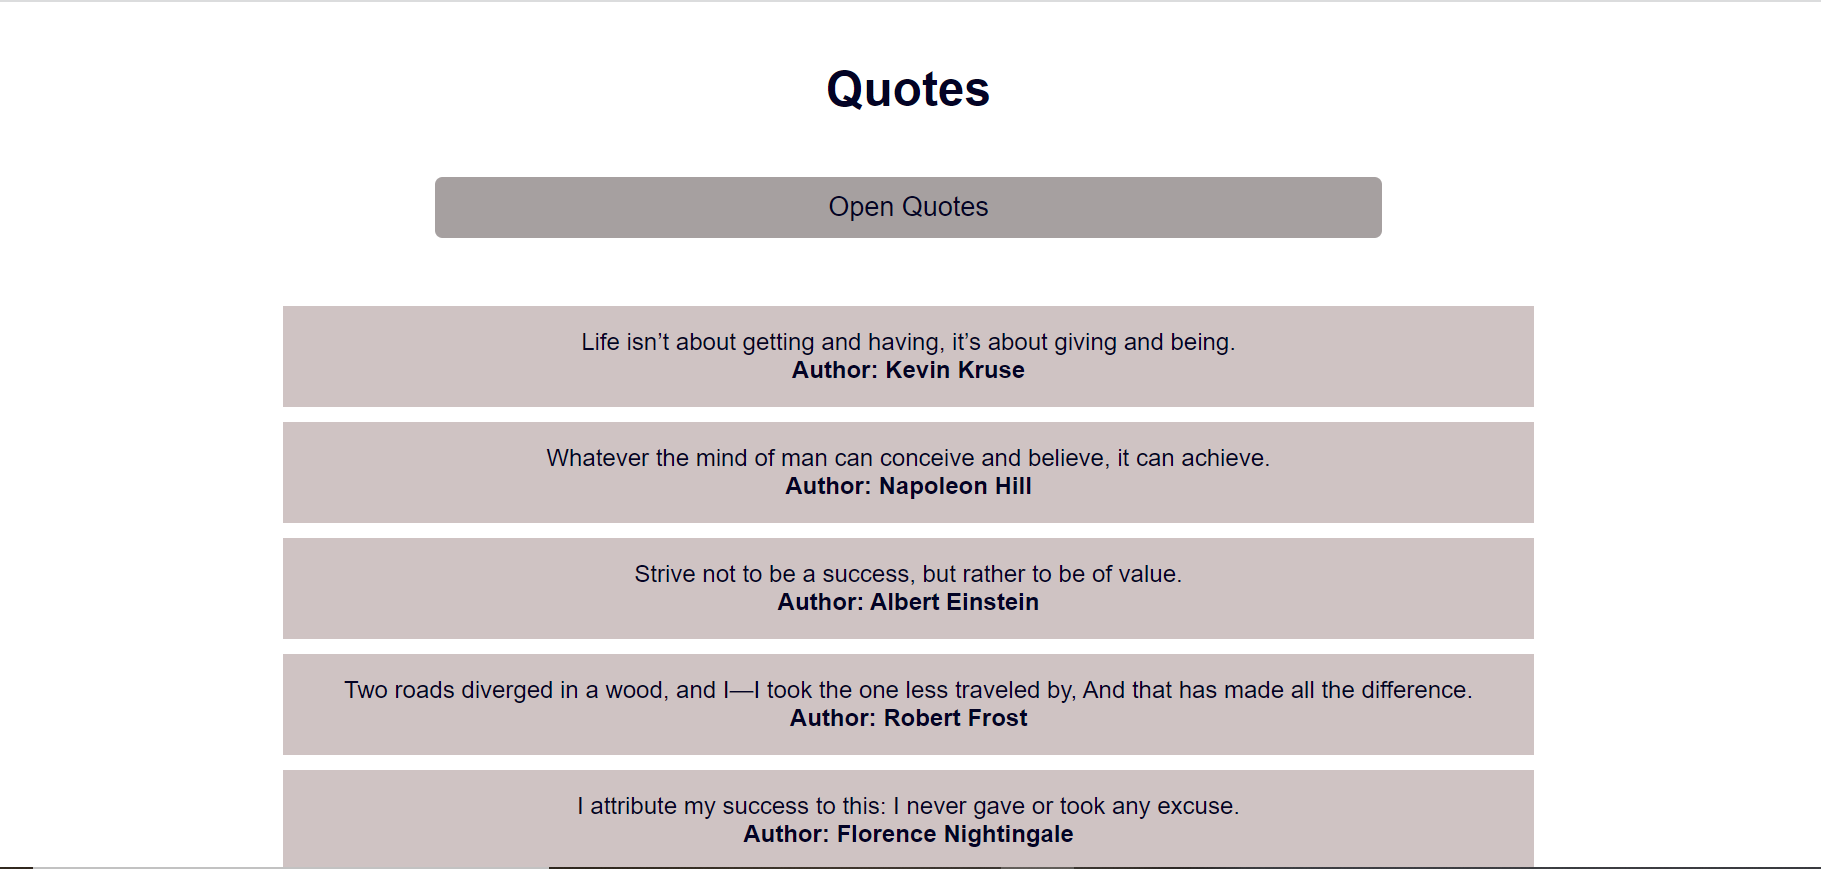 Quotes
Open Quotes
Life isn’t about getting and having, it’s about giving and being.
Author: Kevin Kruse
Whatever the mind of man can conceive and believe, it can achieve.
Author: Napoleon Hill
Strive not to be a success, but rather to be of value.
Author: Albert Einstein
Two roads diverged in a wood, and I—I took the one less traveled by, And that has made all the difference.
Author: Robert Frost
I attribute my success to this: I never gave or took any excuse.
Author: Florence Nightingale